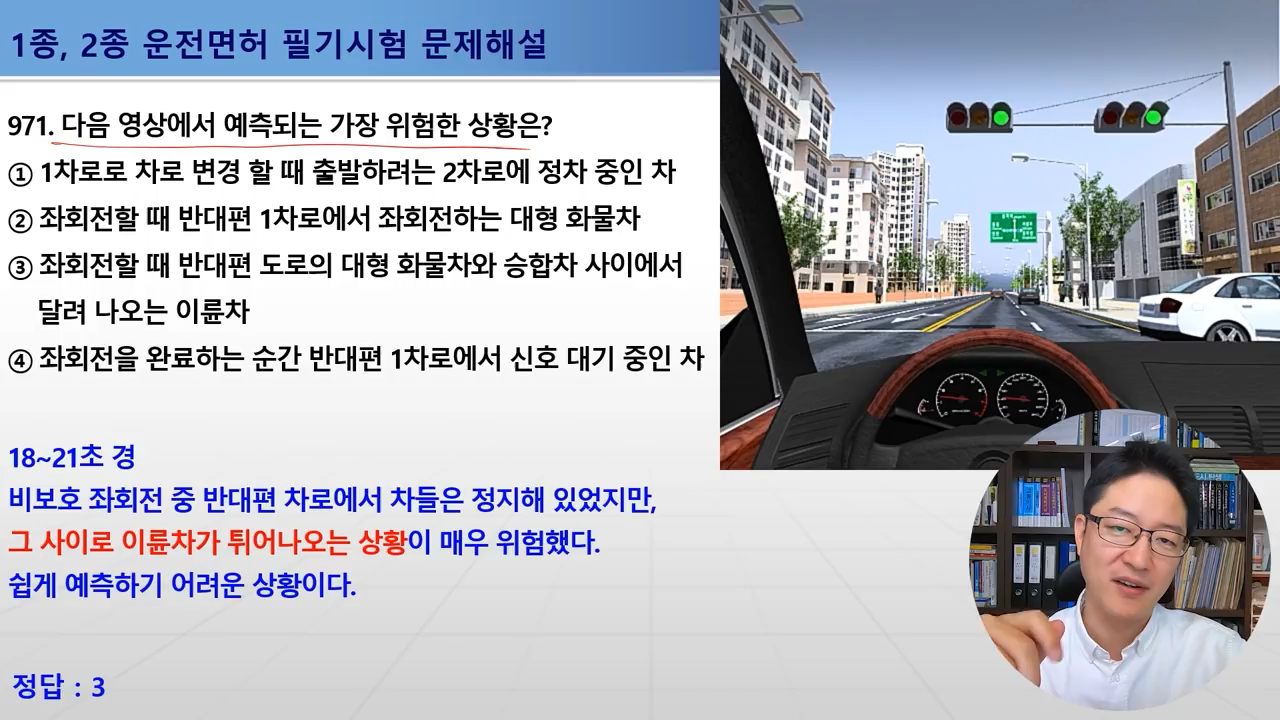 1종, 2종 운전면허 필기시험 문제해설
971. 다음 영상에서 예측되는 가장 위험한 상황은?
① 1차로로 차로 변경 할 때 출발하려는 2차로에 정차 중인 차
② 좌회전할 때 반대편 1차로에서 좌회전하는 대형 화물차
③ 좌회전할 때 반대편 도로의 대형 화물차와 승합차 사이에서
달려 나오는 이륜차
④ 좌회전을 완료하는 순간 반대편 1차로에서 신호 대기 중인 차
18~21초 경
비보호 좌회전 중 반대편 차로에서 차들은 정지해 있었지만,
그 사이로 이륜차가 튀어나오는 상황이 매우 위험했다.
쉽게 예측하기 어려운 상황이다.
정답 : 3